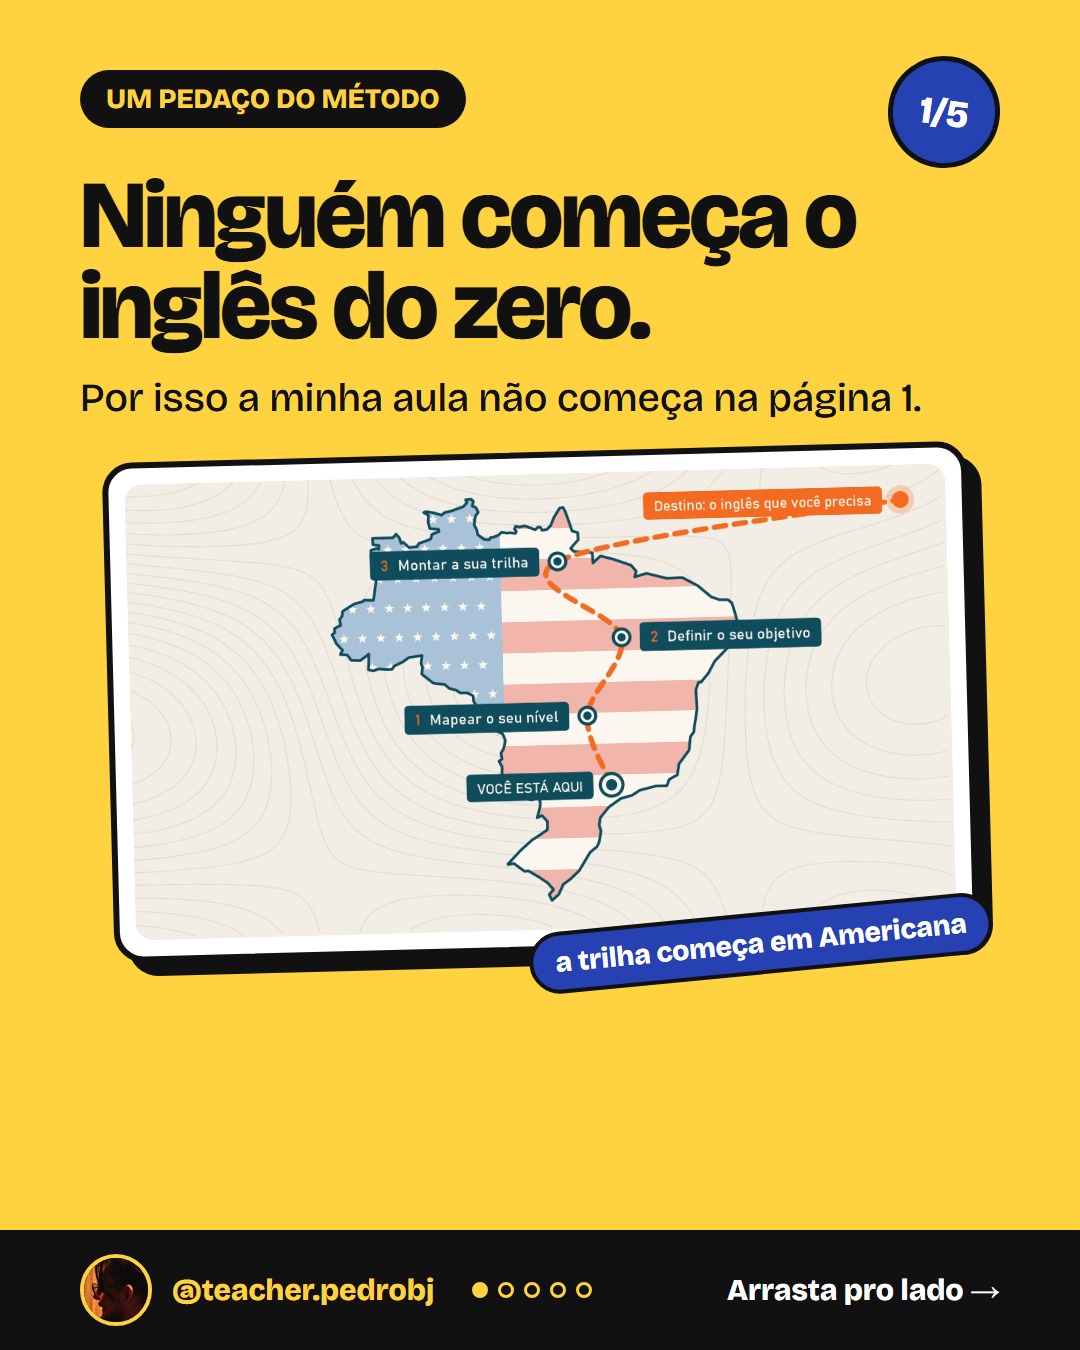 UM PEDAÇO DO MÉTODO
1/5
Ninguém começa o
inglês do zero.
Por isso a minha aula não começa na página 1.
Destino: o inglês que você precisa
3 Montar a sua trilha
2 Definir o seu objetivo
1 Mapear o seu nível
VOCÊ ESTÁ AQUI
a trilha começa em Americana
@teacher.pedrobj
Arrasta pro lado →